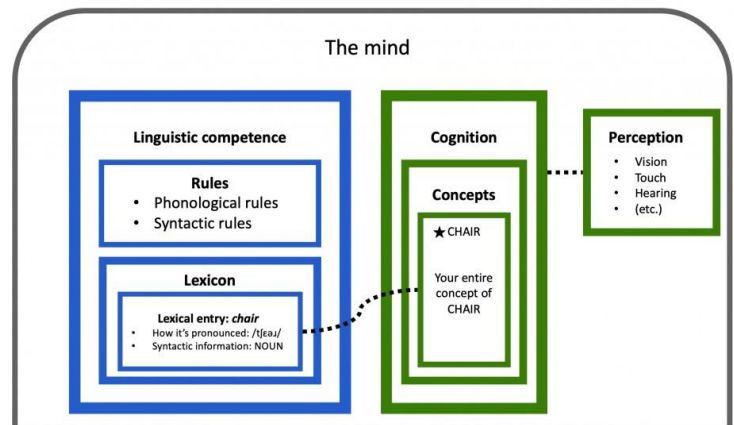 The mind
Linguistic competence
Rules
• Phonological rules
• Syntactic rules
Lexicon
Lexical entry: chair
• How it's pronounced: /tʃɛaɹ/
• Syntactic information: NOUN
Cognition
Concepts
★CHAIR
Your entire
concept of
CHAIR
Perception
• Vision
• Touch
• Hearing
• (etc.)